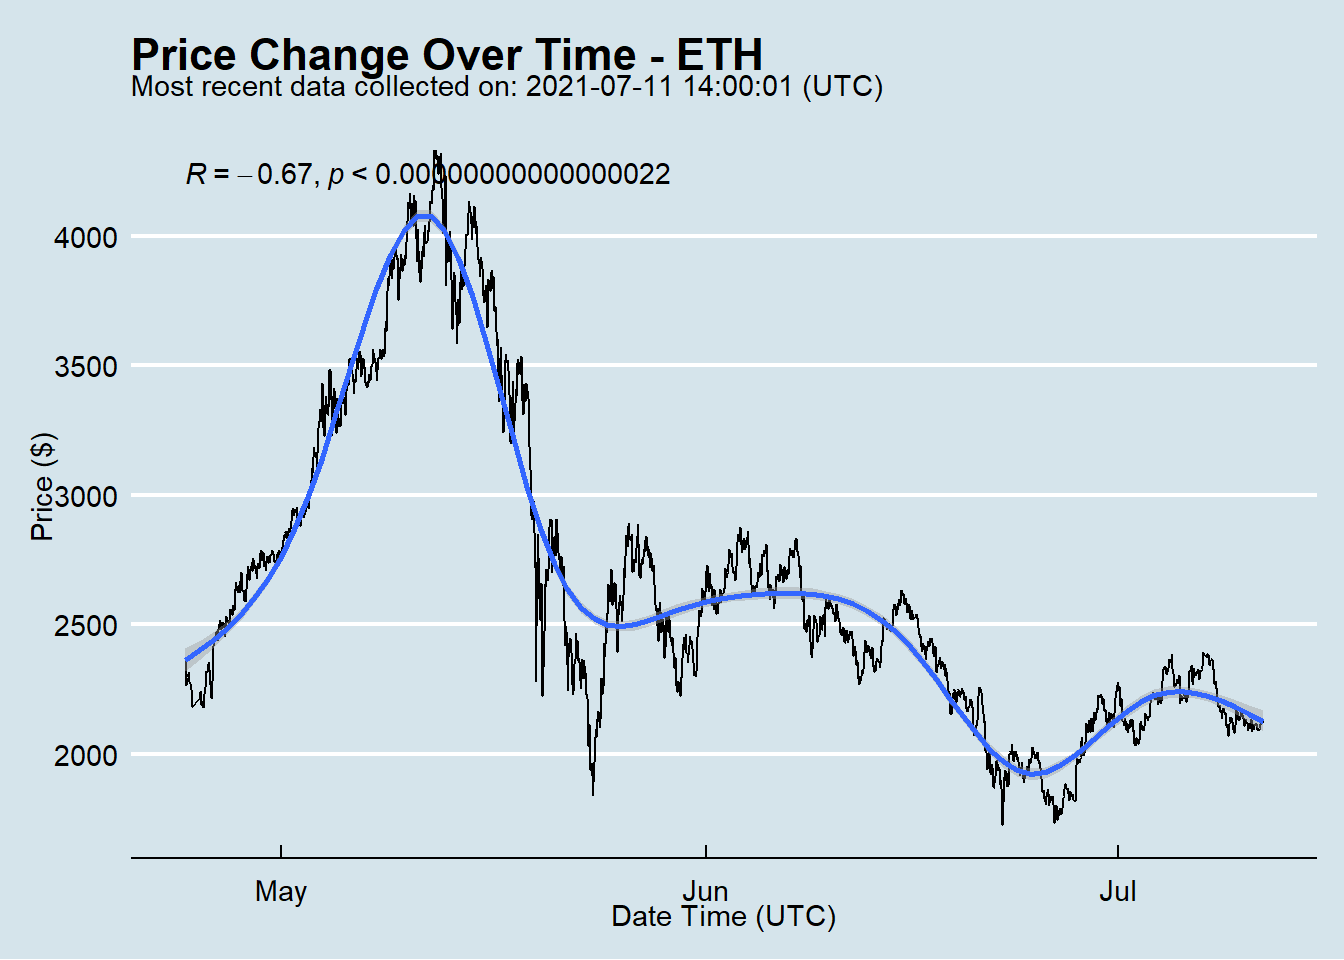 Price Change Over Time - ETH
Most recent data collected on: 2021-07-11 14:00:01 (UTC)
R = −0.67, p < 0.00000000000000022
4000
3500
3000
2500
2000
Price ($)
May
Jun
Jul
Date Time (UTC)